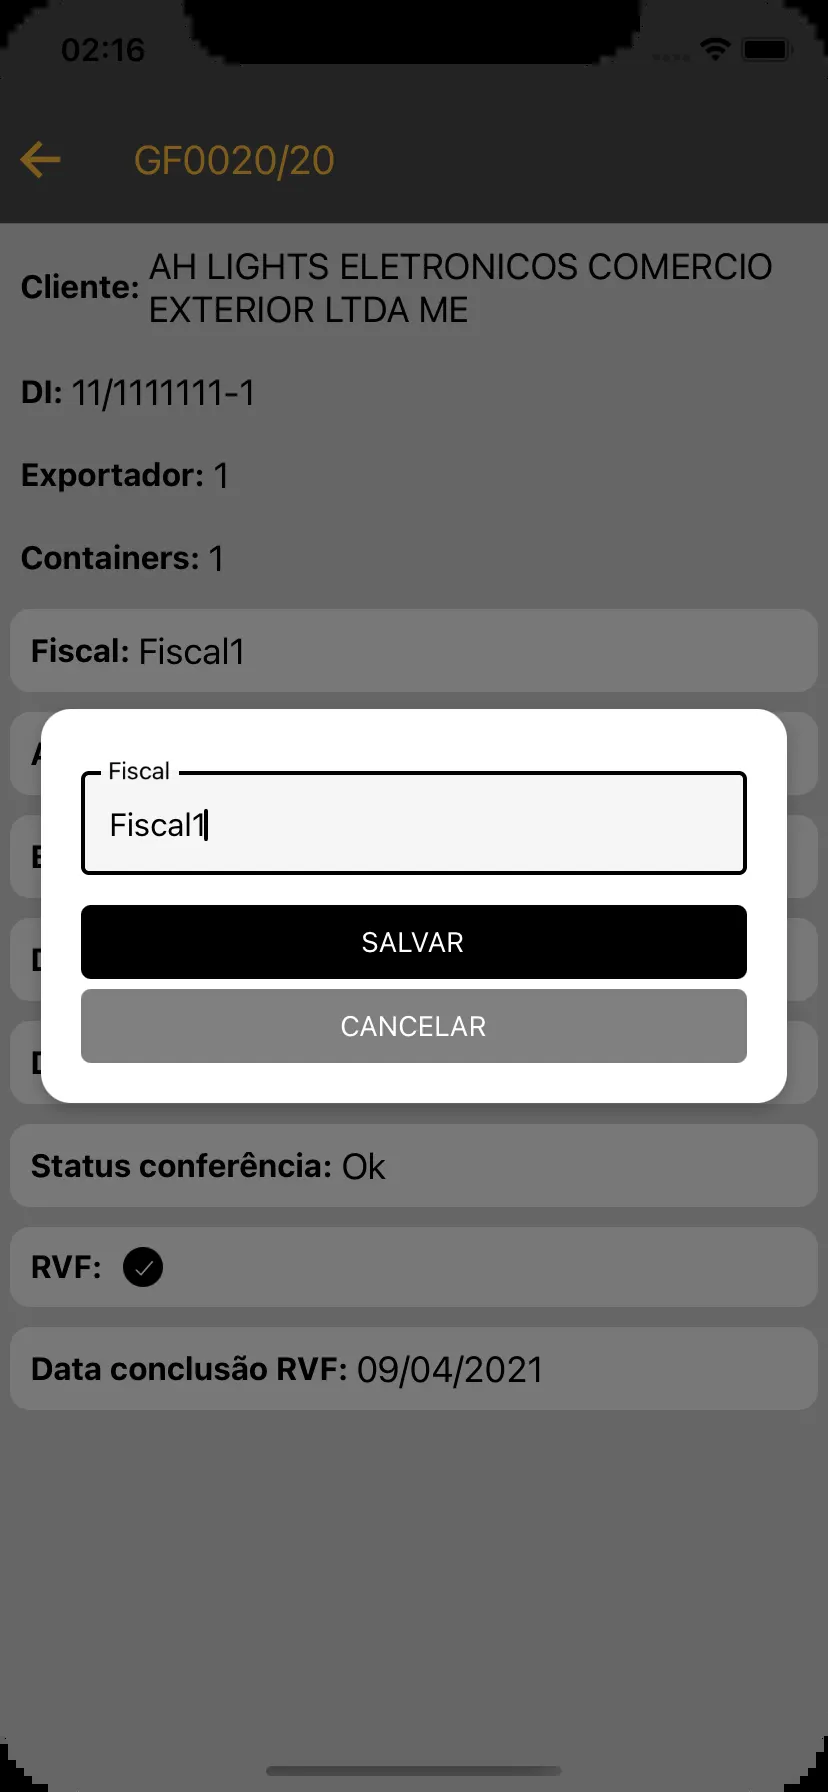 02:16
GF0020/20
Cliente: AH LIGHTS ELETRONICOS COMERCIO
EXTERIOR LTDA ME
DI: 11/1111111-1
Exportador: 1
Containers: 1
Fiscal: Fiscal1
Fiscal
Fiscal1
SALVAR
CANCELAR
Status conferência: Ok
RVF:
Data conclusão RVF: 09/04/2021